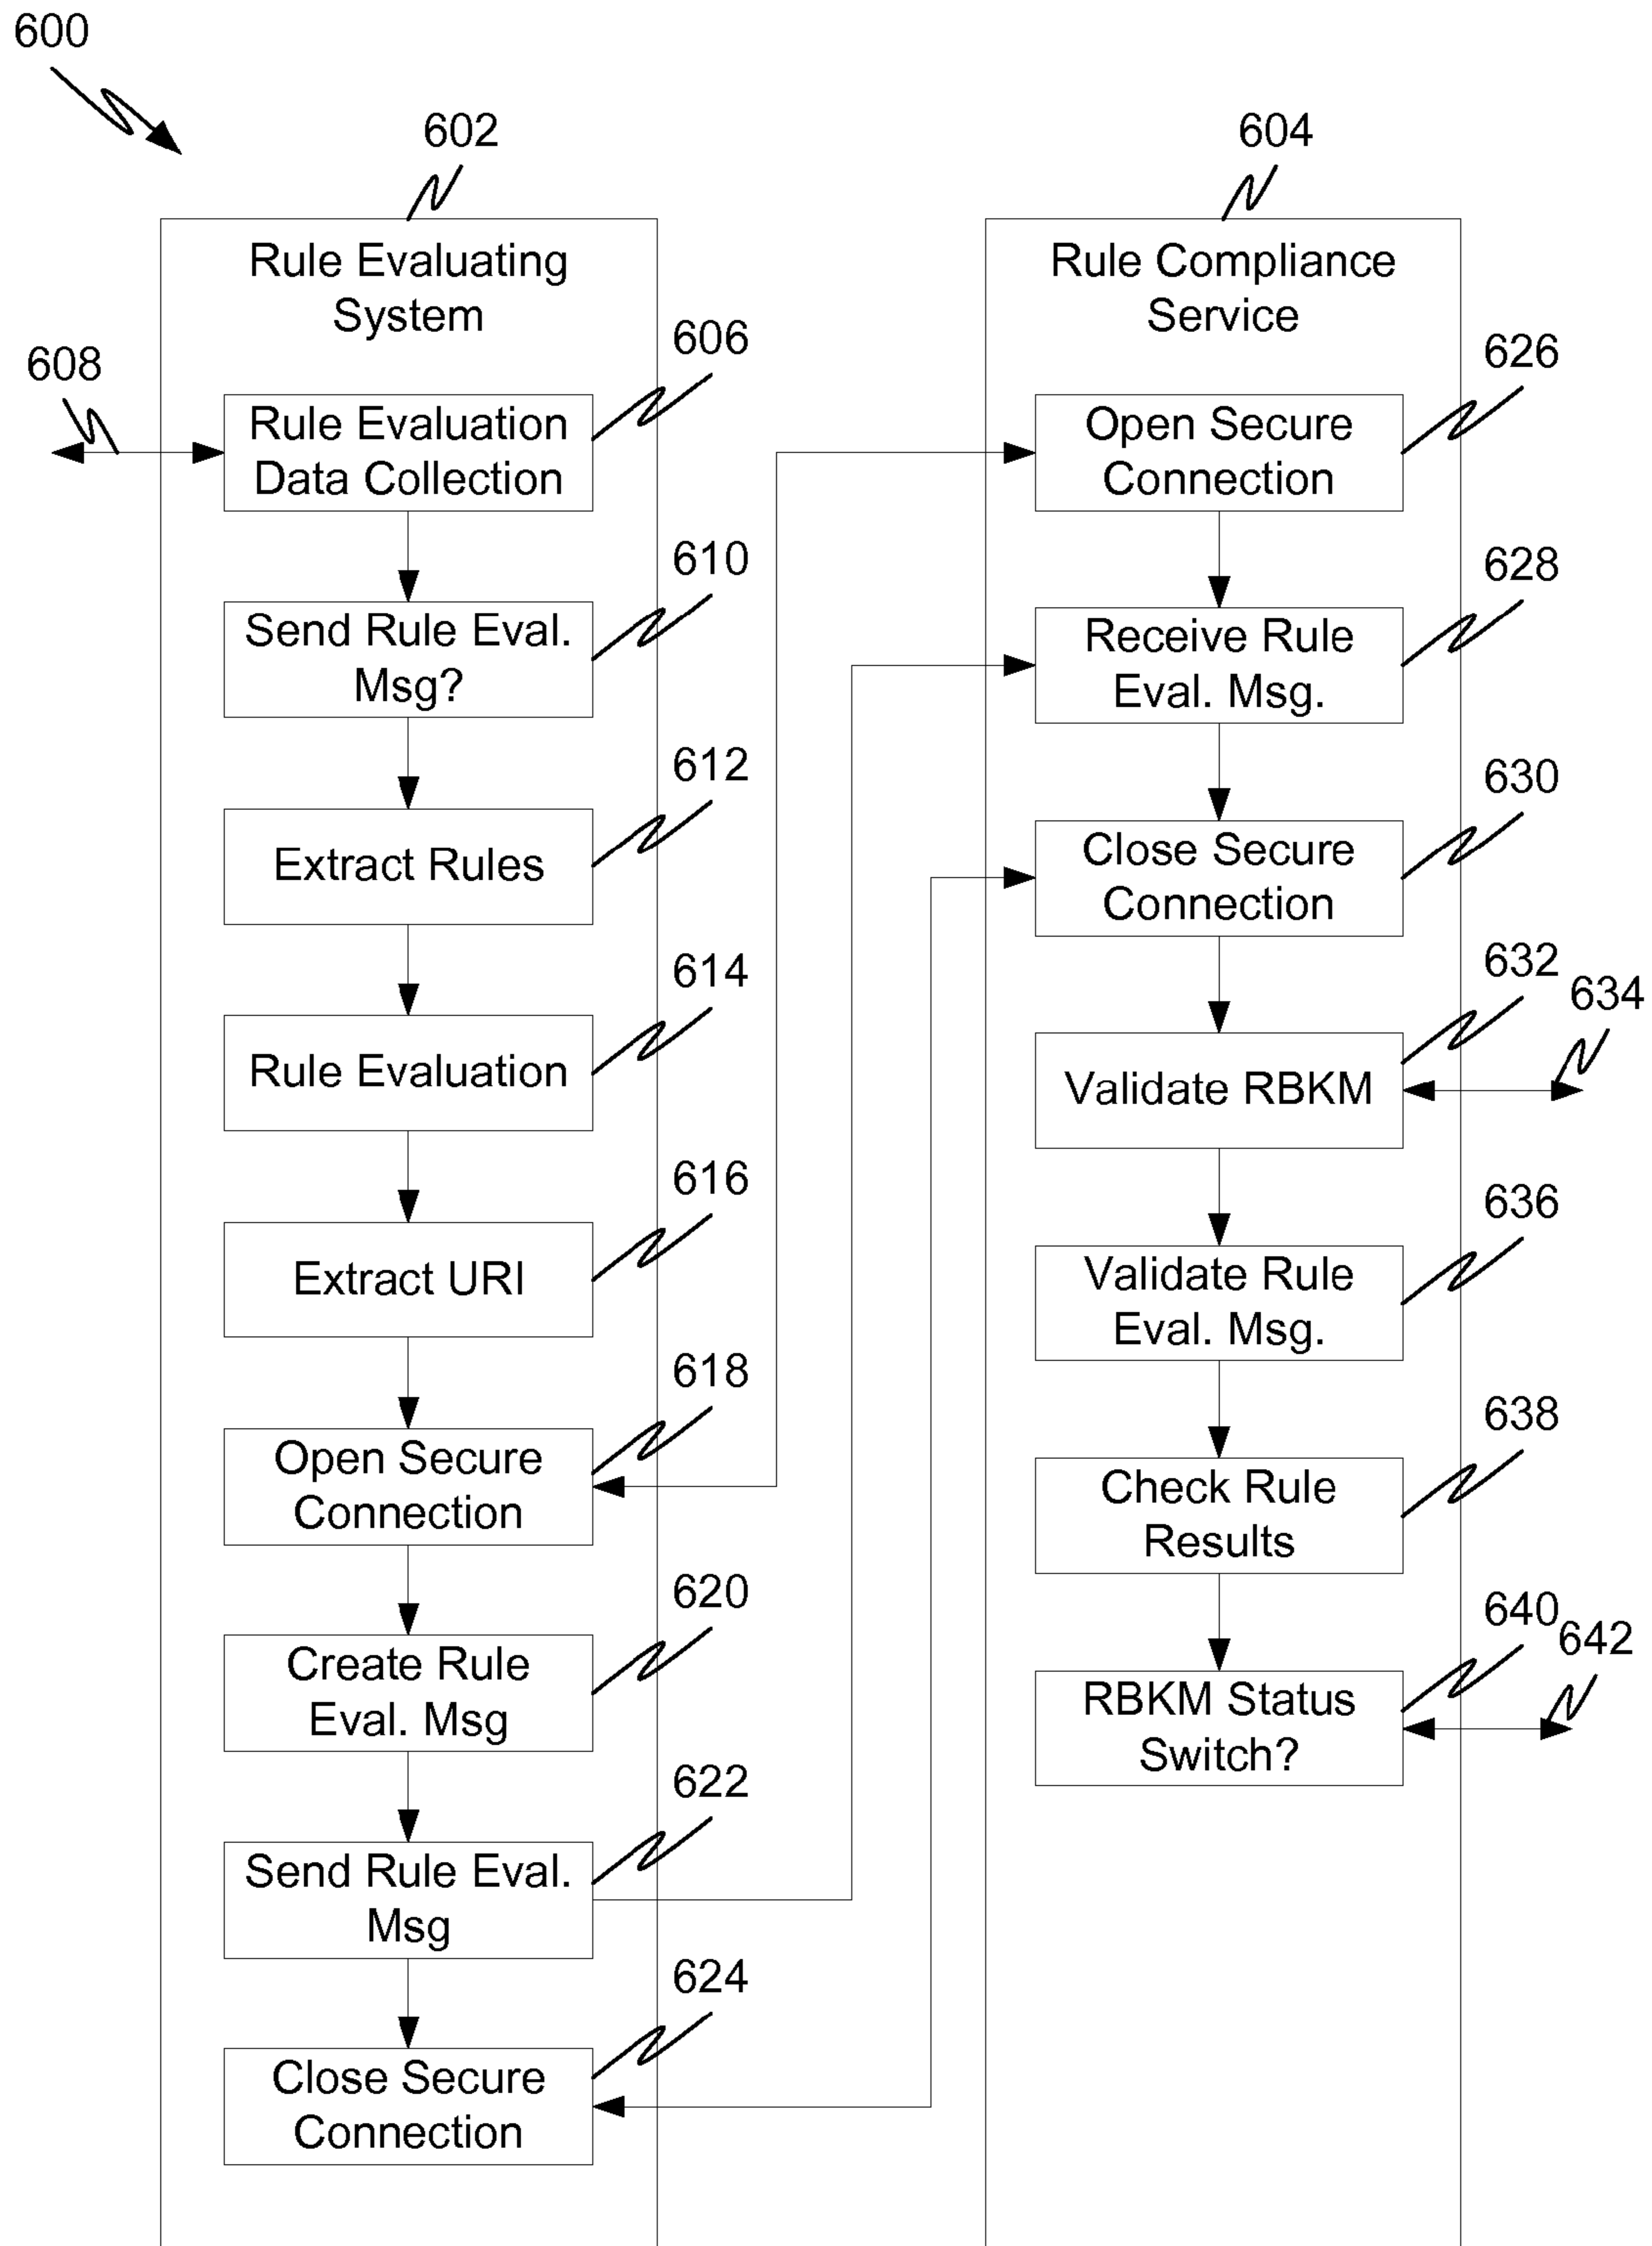 600
602
604
Rule Evaluating
System
Rule Compliance
Service
606
608
626
Rule Evaluation
Data Collection
Open Secure
Connection
610
628
Send Rule Eval.
Msg?
Receive Rule
Eval. Msg.
612
630
Extract Rules
Close Secure
Connection
614
632
634
Rule Evaluation
Validate RBKM
616
636
Extract URI
Validate Rule
Eval. Msg.
618
638
Open Secure
Connection
Check Rule
Results
620
640
642
Create Rule
Eval. Msg
RBKM Status
Switch?
622
Send Rule Eval.
Msg
624
Close Secure
Connection